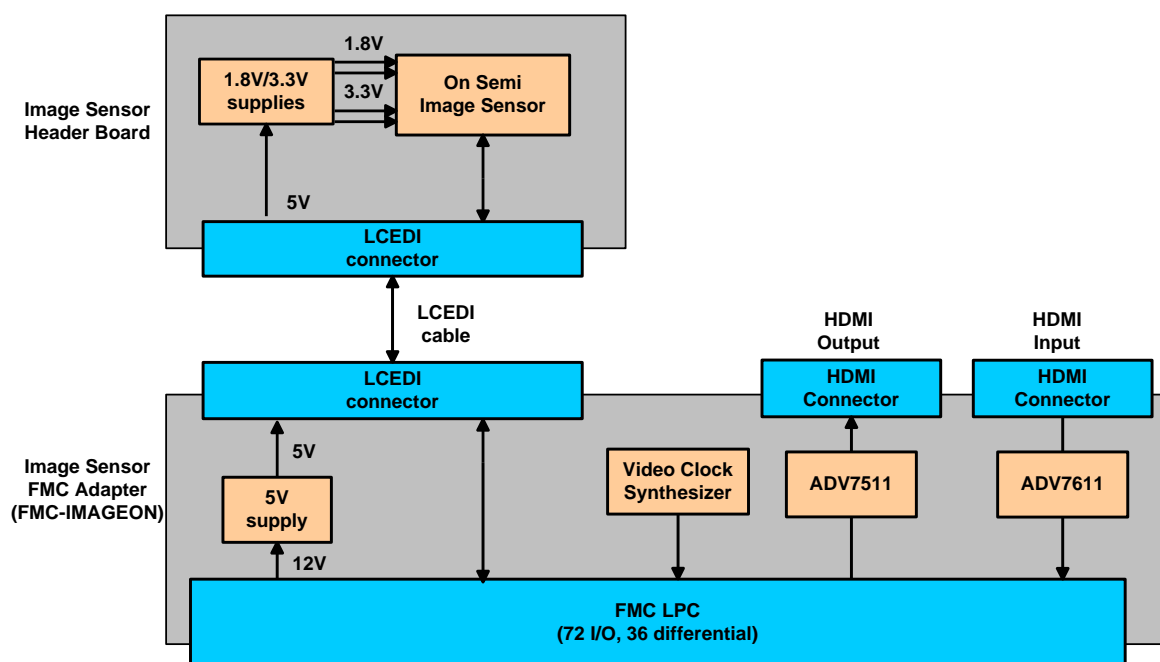 1.8V
1.8V/3.3V
supplies
3.3V
On Semi
Image Sensor
Image Sensor
Header Board
5V
LCEDI
connector
LCEDI
cable
HDMI
Output
HDMI
Input
LCEDI
connector
HDMI
Connector
HDMI
Connector
5V
Image Sensor
FMC Adapter
(FMC-IMAGEON)
5V
supply
Video Clock
Synthesizer
ADV7511
ADV7611
12V
FMC LPC
(72 I/O, 36 differential)